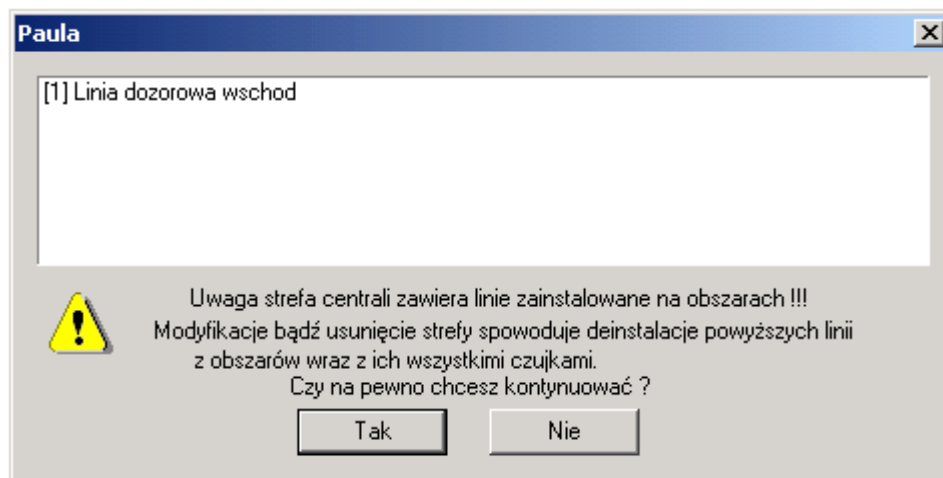 Paula
[1] Linia dozorowa wschod
Uwaga strefa centrali zawiera linie zainstalowane na obszarach !!!
Modyfikacje bądź usunięcie strefy spowoduje deinstalacje powyższych linii
z obszarów wraz z ich wszystkimi czujkami.
Czy na pewno chcesz kontynuować ?
Tak
Nie